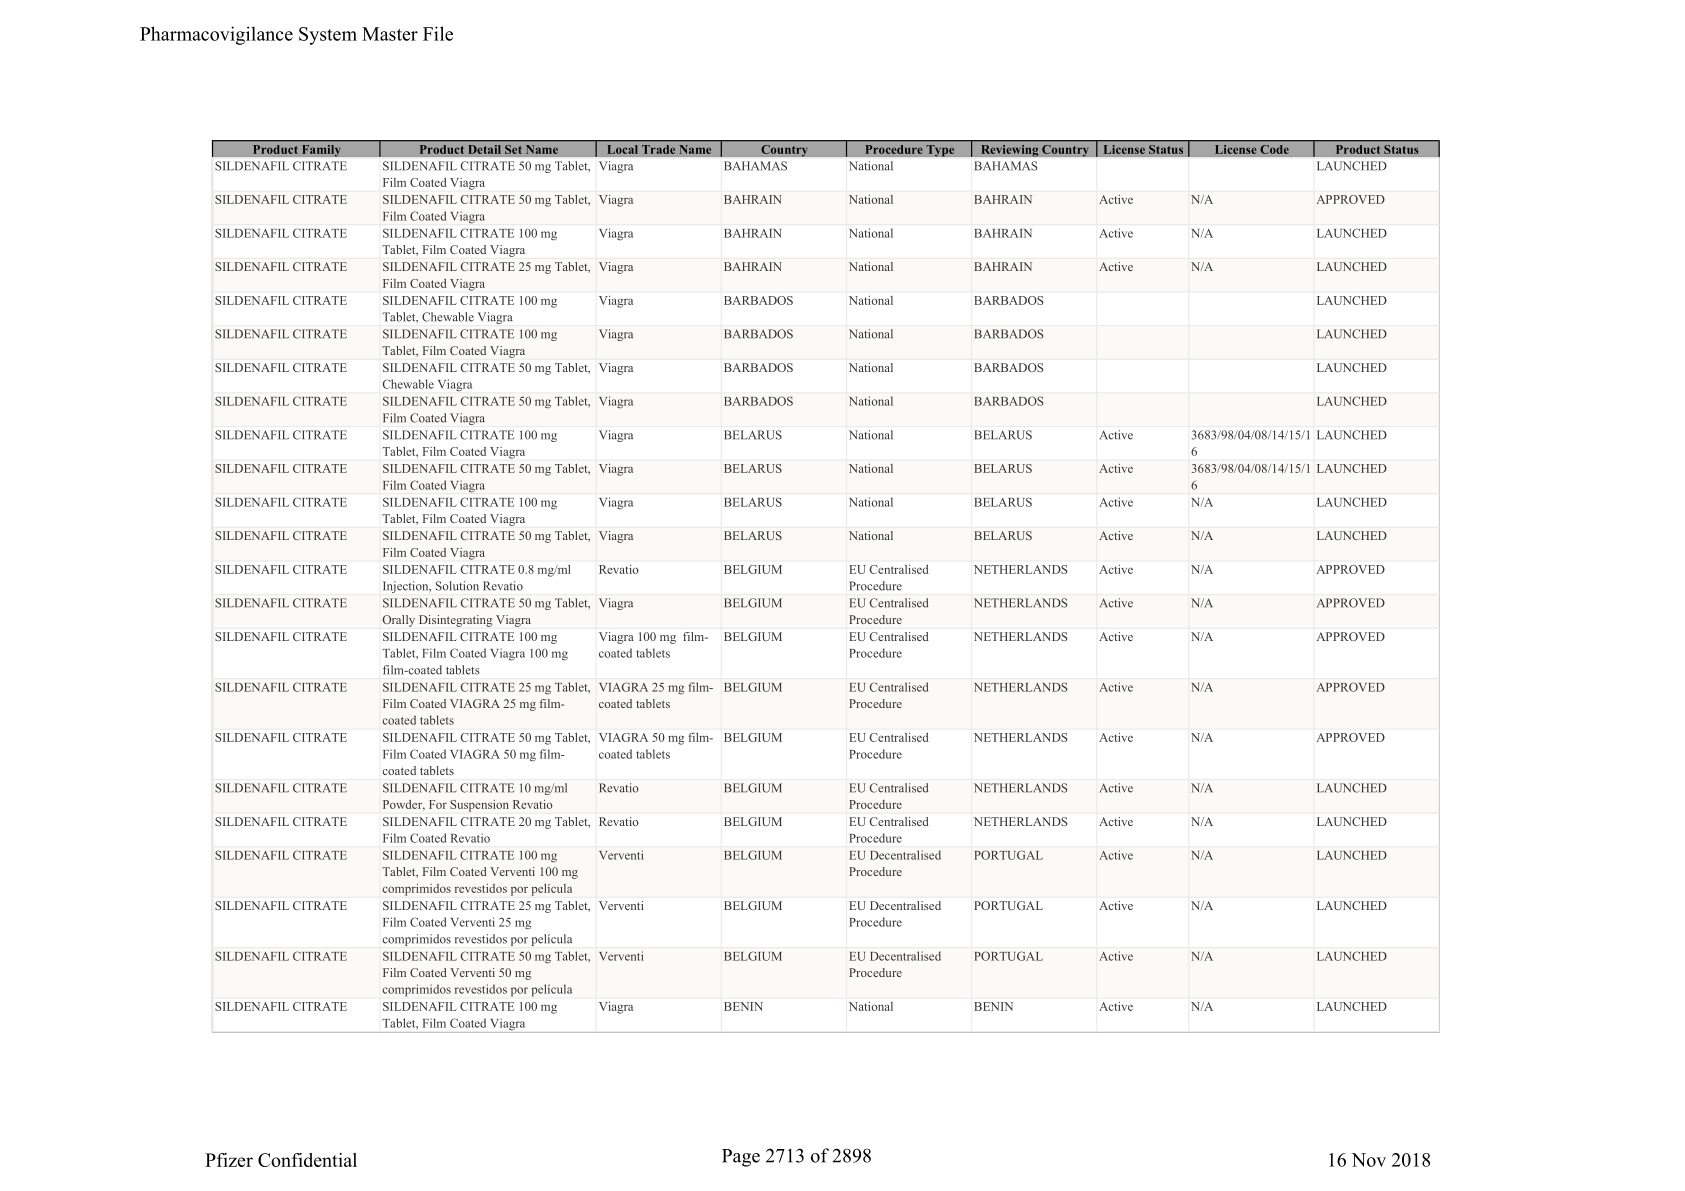 Pharmacovigilance System Master File
Product Family Product Detail Set Name Local Trade Name Country Procedure Type Reviewing Country License Status License Code Product Status
SILDENAFIL CITRATE SILDENAFIL CITRATE 50 mg Tablet, Viagra BAHAMAS National BAHAMAS LAUNCHED
Film Coated Viagra
SILDENAFIL CITRATE SILDENAFIL CITRATE 50 mg Tablet, Viagra BAHRAIN National BAHRAIN Active N/A APPROVED
Film Coated Viagra
SILDENAFIL CITRATE SILDENAFIL CITRATE 100 mg Viagra BAHRAIN National BAHRAIN Active N/A LAUNCHED
Tablet, Film Coated Viagra
SILDENAFIL CITRATE SILDENAFIL CITRATE 25 mg Tablet, Viagra BAHRAIN National BAHRAIN Active N/A LAUNCHED
Film Coated Viagra
SILDENAFIL CITRATE SILDENAFIL CITRATE 100 mg Viagra BARBADOS National BARBADOS LAUNCHED
Tablet, Chewable Viagra
SILDENAFIL CITRATE SILDENAFIL CITRATE 100 mg Viagra BARBADOS National BARBADOS LAUNCHED
Tablet, Film Coated Viagra
SILDENAFIL CITRATE SILDENAFIL CITRATE 50 mg Tablet, Viagra BARBADOS National BARBADOS LAUNCHED
Chewable Viagra
SILDENAFIL CITRATE SILDENAFIL CITRATE 50 mg Tablet, Viagra BARBADOS National BARBADOS LAUNCHED
Film Coated Viagra
SILDENAFIL CITRATE SILDENAFIL CITRATE 100 mg Viagra BELARUS National BELARUS Active 3683/98/04/08/14/15/1 LAUNCHED
Tablet, Film Coated Viagra 6
SILDENAFIL CITRATE SILDENAFIL CITRATE 50 mg Tablet, Viagra BELARUS National BELARUS Active 3683/98/04/08/14/15/1 LAUNCHED
Film Coated Viagra 6
SILDENAFIL CITRATE SILDENAFIL CITRATE 100 mg Viagra BELARUS National BELARUS Active N/A LAUNCHED
Tablet, Film Coated Viagra
SILDENAFIL CITRATE SILDENAFIL CITRATE 50 mg Tablet, Viagra BELARUS National BELARUS Active N/A LAUNCHED
Film Coated Viagra
SILDENAFIL CITRATE SILDENAFIL CITRATE 0.8 mg/ml Revatio BELGIUM EU Centralised NETHERLANDS Active N/A APPROVED
Injection, Solution Revatio Procedure
SILDENAFIL CITRATE SILDENAFIL CITRATE 50 mg Tablet, Viagra BELGIUM EU Centralised NETHERLANDS Active N/A APPROVED
Orally Disintegrating Viagra Procedure
SILDENAFIL CITRATE SILDENAFIL CITRATE 100 mg Viagra 100 mg film- BELGIUM EU Centralised NETHERLANDS Active N/A APPROVED
Tablet, Film Coated Viagra 100 mg coated tablets Procedure
film-coated tablets
SILDENAFIL CITRATE SILDENAFIL CITRATE 25 mg Tablet, VIAGRA 25 mg film- BELGIUM EU Centralised NETHERLANDS Active N/A APPROVED
Film Coated VIAGRA 25 mg film- coated tablets Procedure
coated tablets
SILDENAFIL CITRATE SILDENAFIL CITRATE 50 mg Tablet, VIAGRA 50 mg film- BELGIUM EU Centralised NETHERLANDS Active N/A APPROVED
Film Coated VIAGRA 50 mg film- coated tablets Procedure
coated tablets
SILDENAFIL CITRATE SILDENAFIL CITRATE 10 mg/ml Revatio BELGIUM EU Centralised NETHERLANDS Active N/A LAUNCHED
Powder, For Suspension Revatio Procedure
SILDENAFIL CITRATE SILDENAFIL CITRATE 20 mg Tablet, Revatio BELGIUM EU Centralised NETHERLANDS Active N/A LAUNCHED
Film Coated Revatio Procedure
SILDENAFIL CITRATE SILDENAFIL CITRATE 100 mg Verventi BELGIUM EU Decentralised PORTUGAL Active N/A LAUNCHED
Tablet, Film Coated Verventi 100 mg Procedure
comprimidos revestidos por película
SILDENAFIL CITRATE SILDENAFIL CITRATE 25 mg Tablet, Verventi BELGIUM EU Decentralised PORTUGAL Active N/A LAUNCHED
Film Coated Verventi 25 mg Procedure
comprimidos revestidos por película
SILDENAFIL CITRATE SILDENAFIL CITRATE 50 mg Tablet, Verventi BELGIUM EU Decentralised PORTUGAL Active N/A LAUNCHED
Film Coated Verventi 50 mg Procedure
comprimidos revestidos por película
SILDENAFIL CITRATE SILDENAFIL CITRATE 100 mg Viagra BENIN National BENIN Active N/A LAUNCHED
Tablet, Film Coated Viagra
Pfizer Confidential Page 2713 of 2898 16 Nov 2018